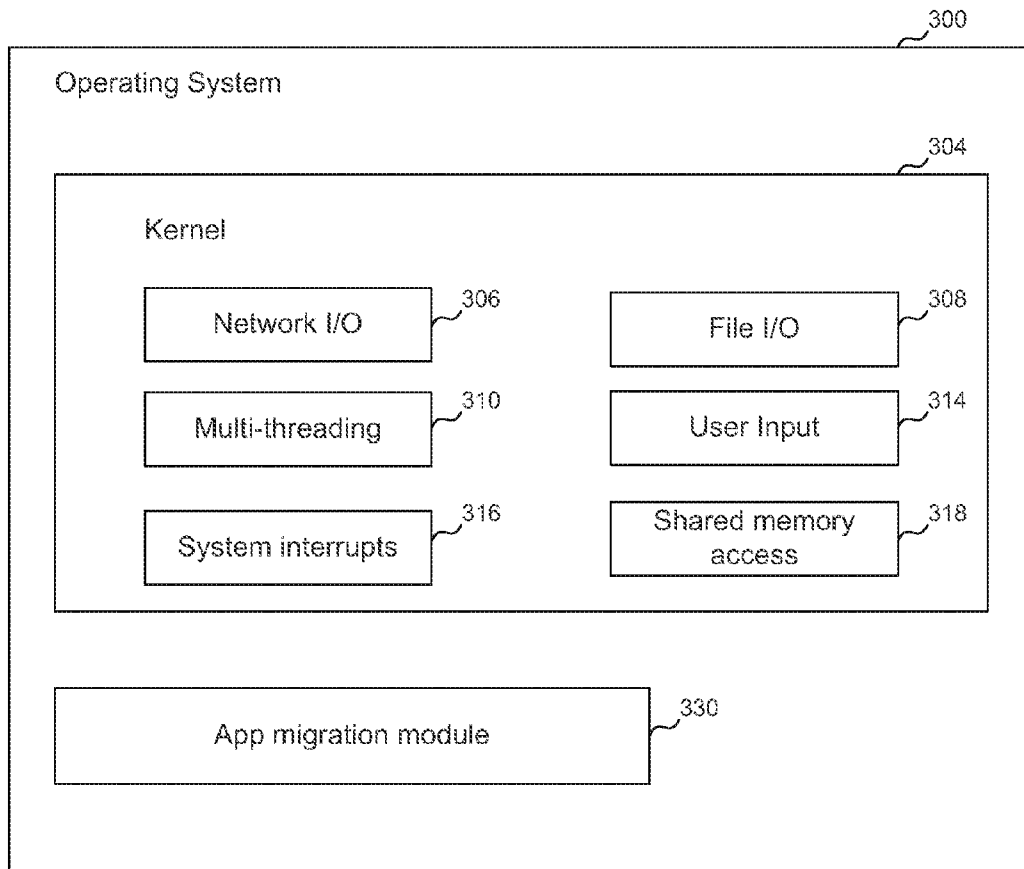 300
Operating System
304
Kernel
Network I/O 306
File I/O 308
Multi-threading 310
User Input 314
System interrupts 316
Shared memory
access 318
App migration module 330